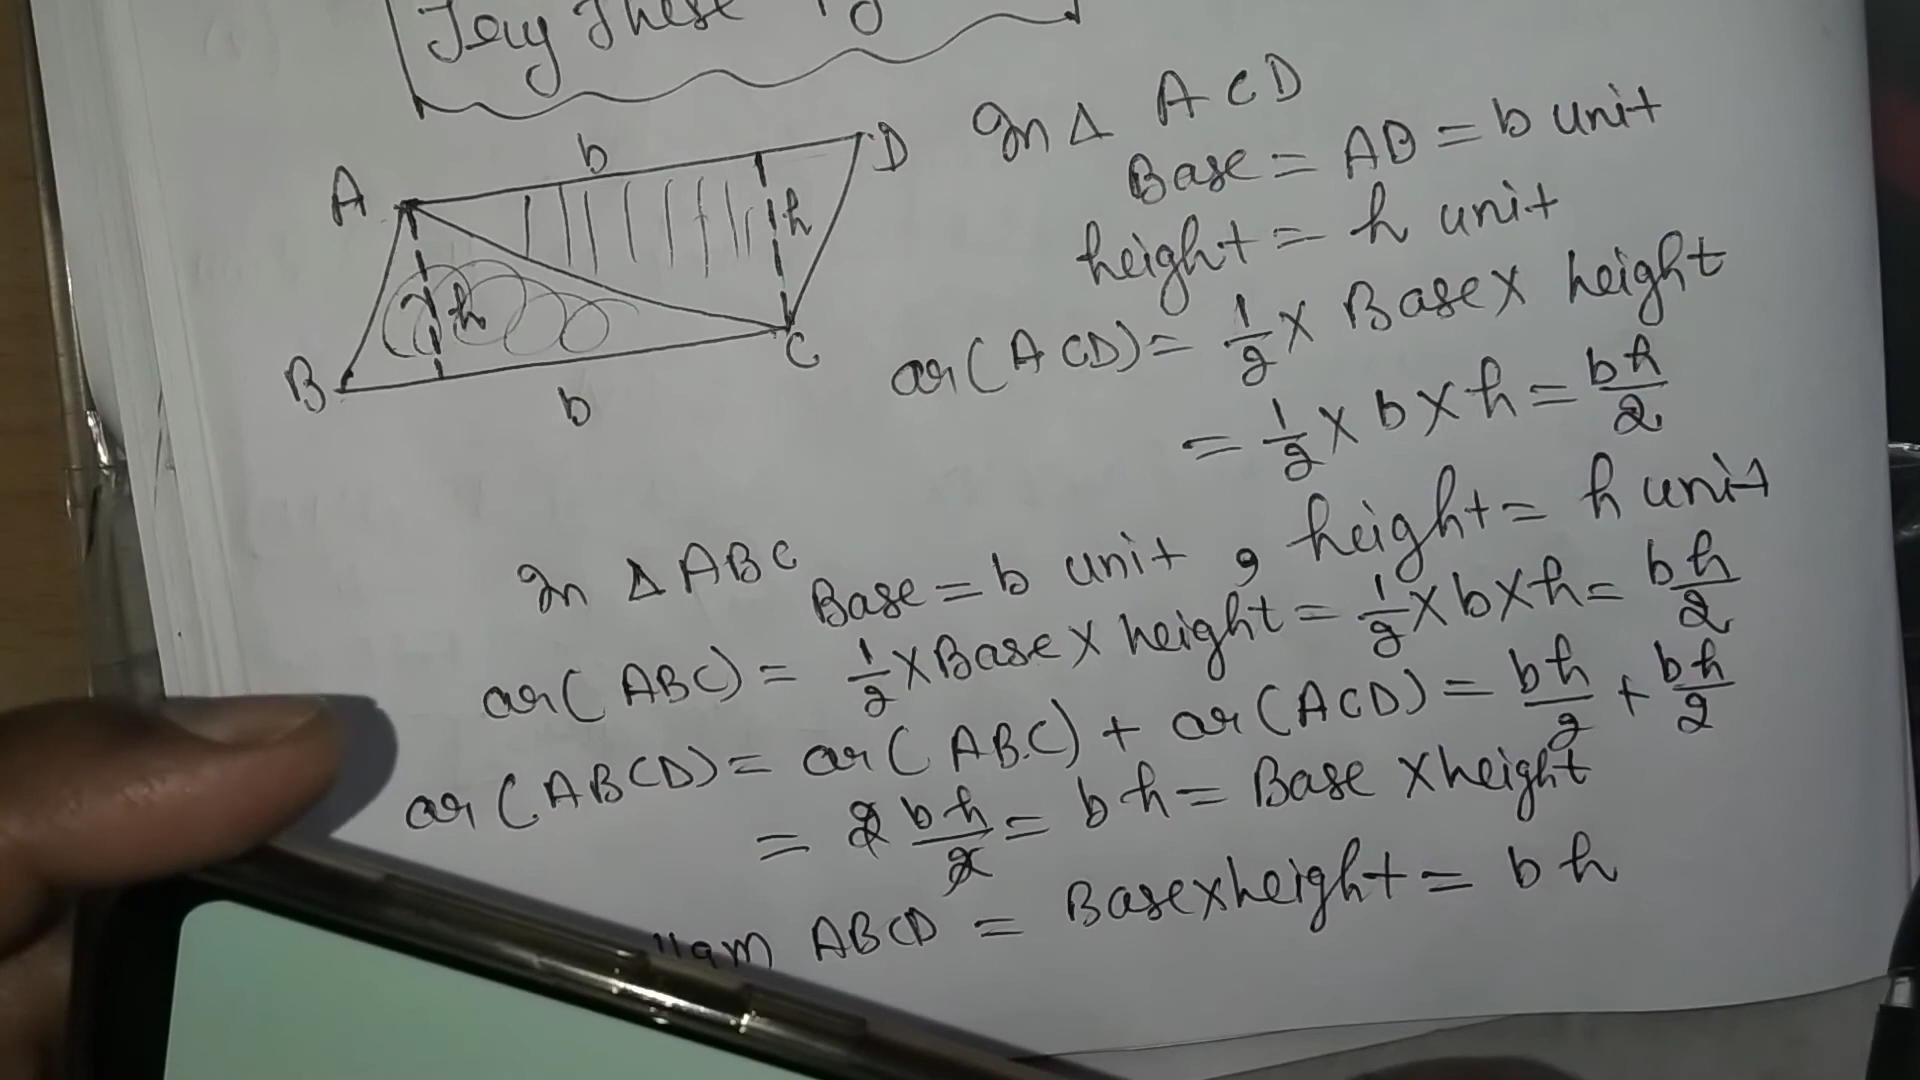 Try These
A b D
h
h
B b C
In Δ ACD
Base = AD = b unit
height = h unit
ar(ACD) = 1/2 × Base × height
= 1/2 × b × h = bh/2
In Δ ABC Base = b unit, height = h unit
ar(ABC) = 1/2 × Base × height = 1/2 × b × h = bh/2
ar(ABCD) = ar(ABC) + ar(ACD) = bh/2 + bh/2
= 2 bh/2 = bh = Base × height
||gm ABCD = Base × height = bh